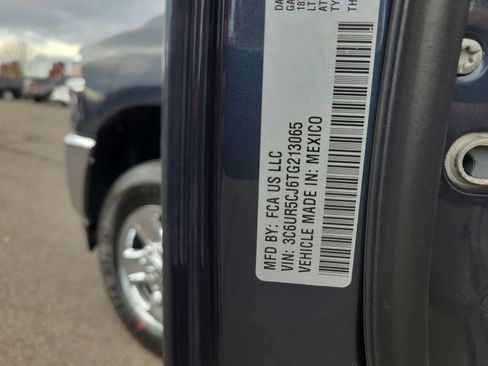 MFD BY: FCA US LLC
VIN: 3C6UR5CJ6TG213065
VEHICLE MADE IN: MEXICO